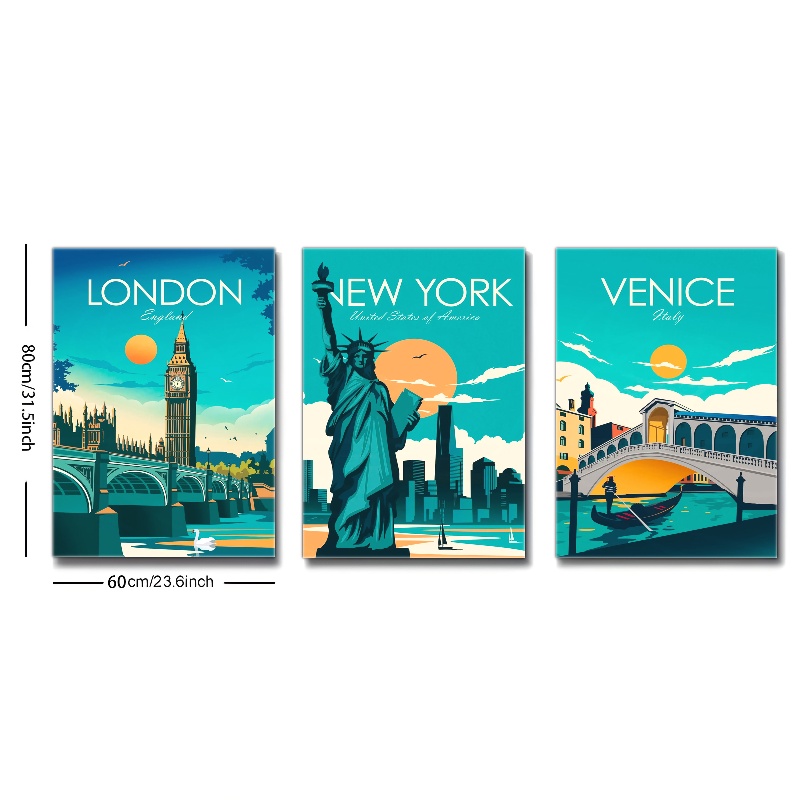 LONDON
England
NEW YORK
United States of America
VENICE
Italy
80cm/31.5inch
60cm/23.6inch